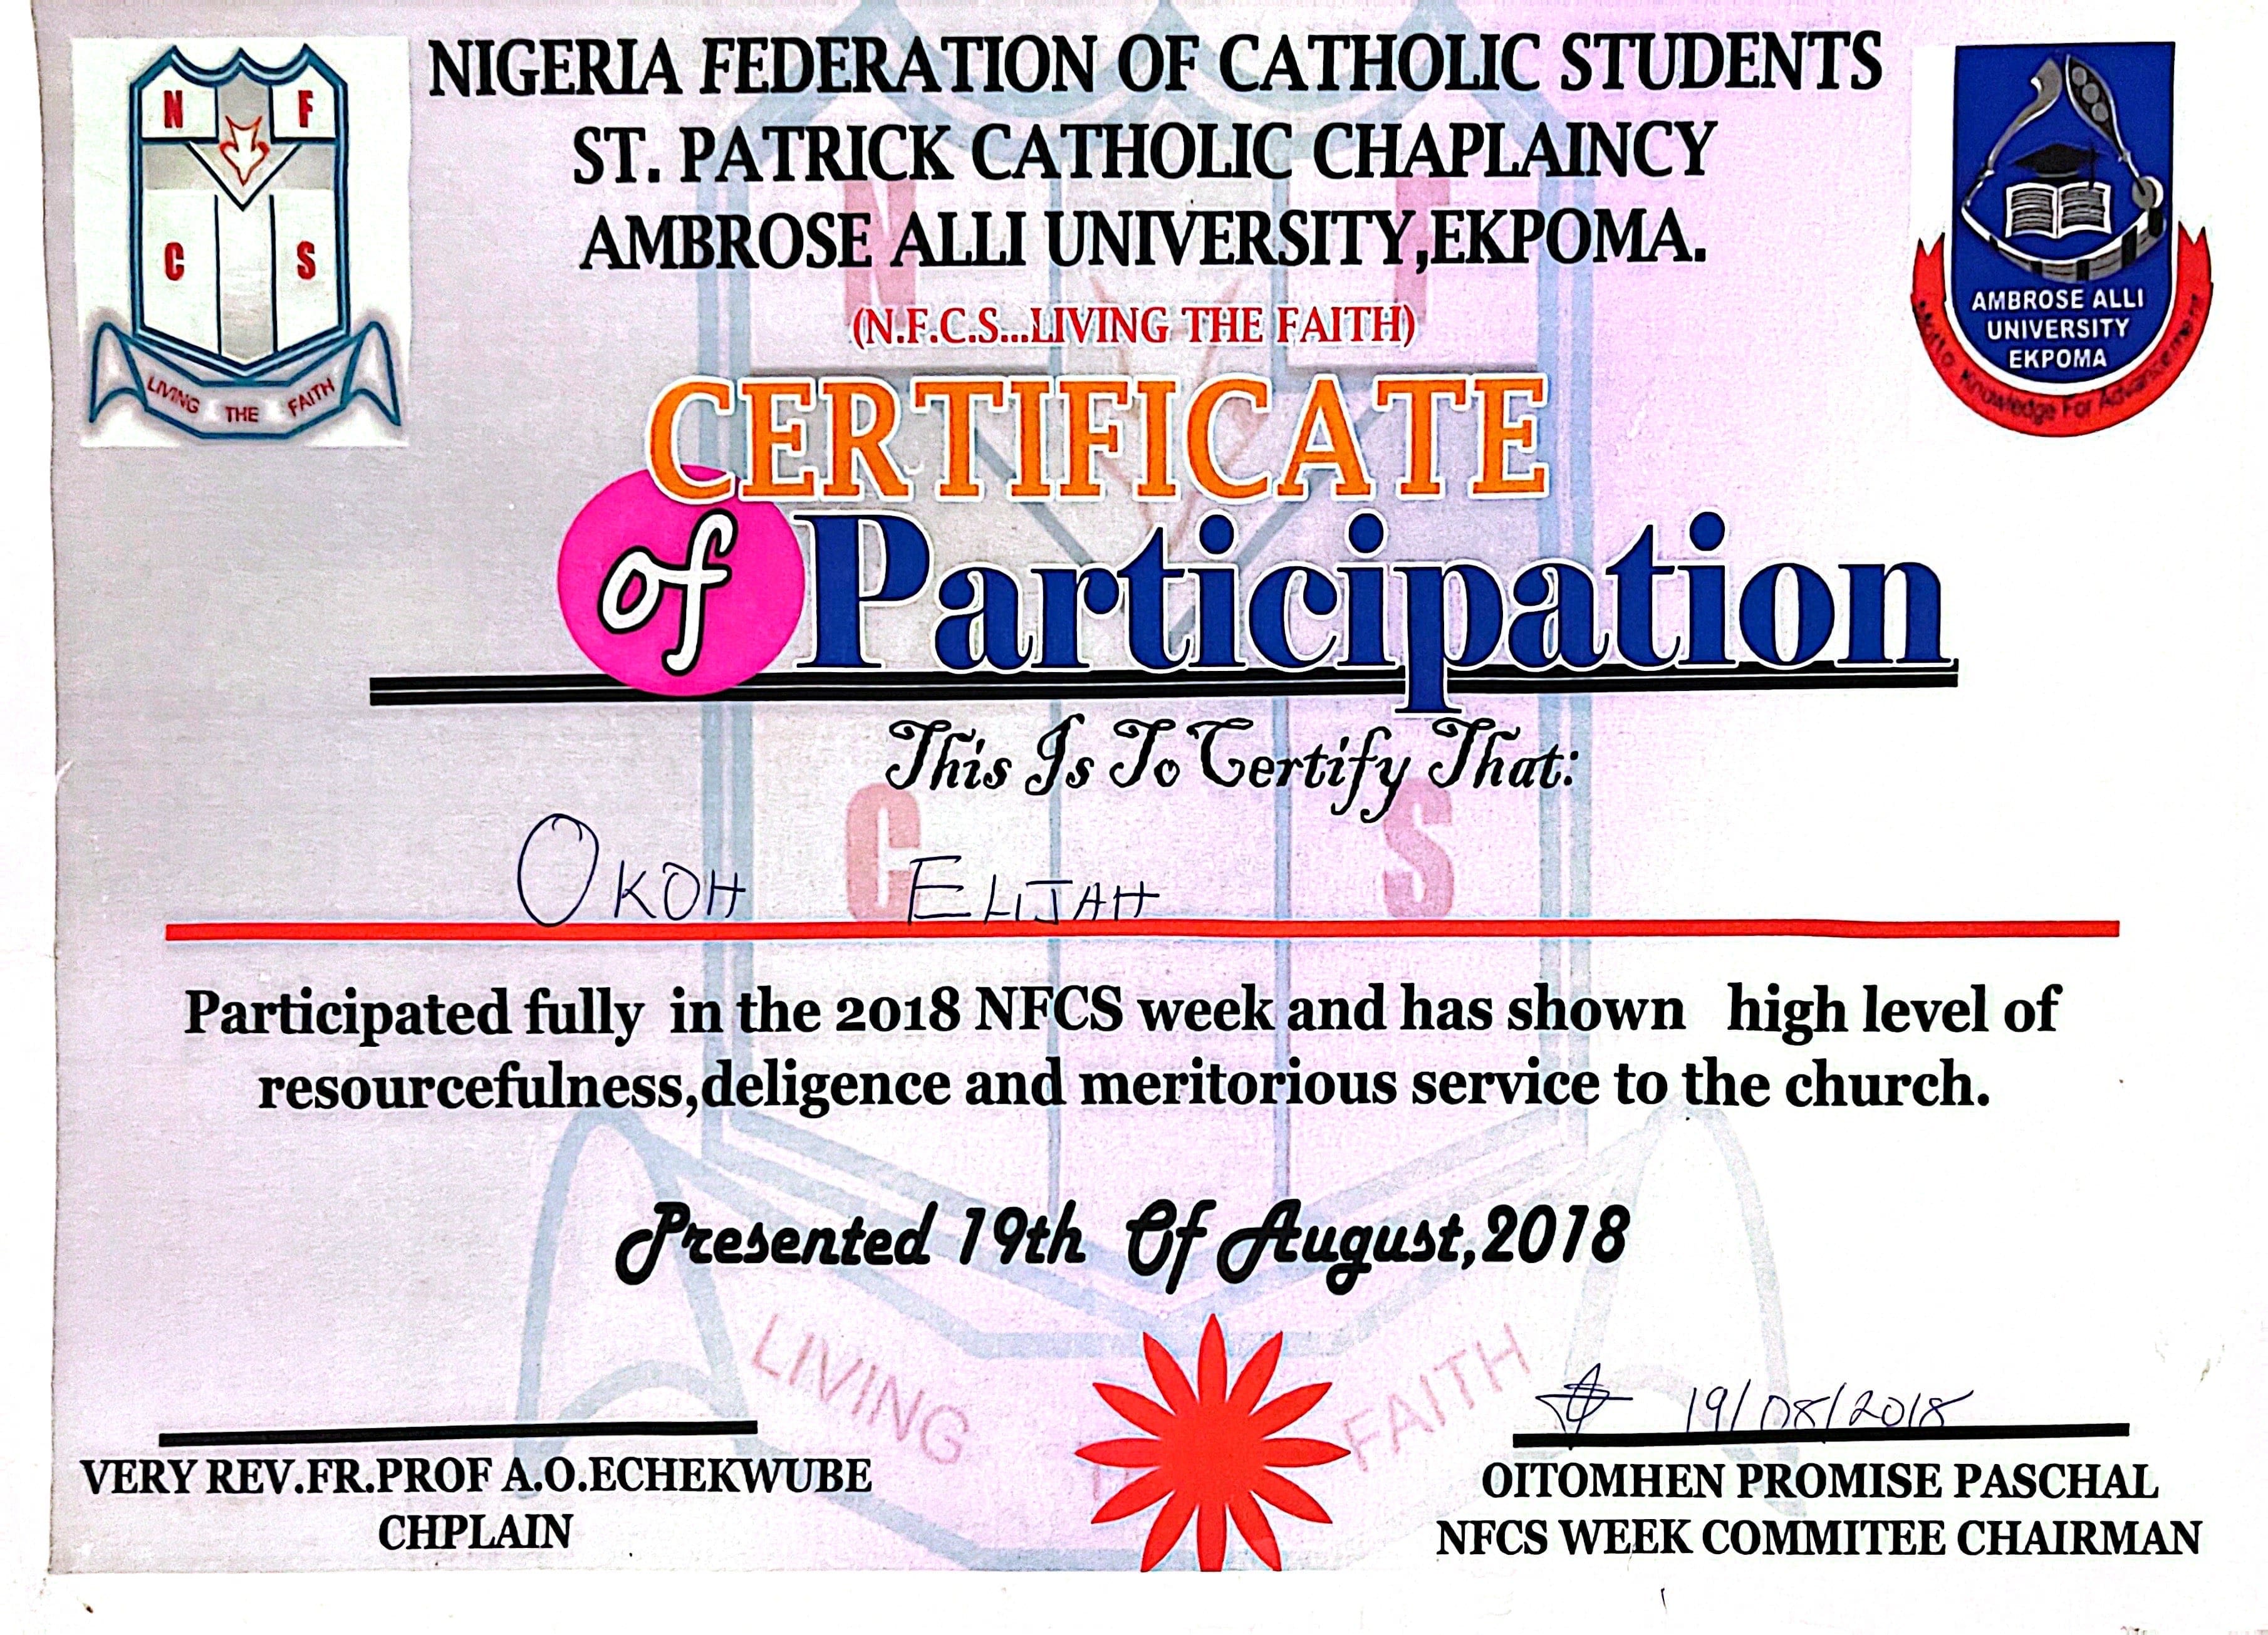 NIGERIA FEDERATION OF CATHOLIC STUDENTS
ST. PATRICK CATHOLIC CHAPLAINCY
AMBROSE ALLI UNIVERSITY,EKPOMA.
(N.F.C.S...LIVING THE FAITH)
N F
C S
LIVING THE FAITH
AMBROSE ALLI
UNIVERSITY
EKPOMA
Motto Knowledge For Advancement
CERTIFICATE
of Participation
This Is To Certify That:
OKOH ELIJAH
Participated fully in the 2018 NFCS week and has shown high level of
resourcefulness,deligence and meritorious service to the church.
Presented 19th Of August,2018
LIVING FAITH
19/08/2018
VERY REV.FR.PROF A.O.ECHEKWUBE
CHPLAIN
OITOMHEN PROMISE PASCHAL
NFCS WEEK COMMITEE CHAIRMAN